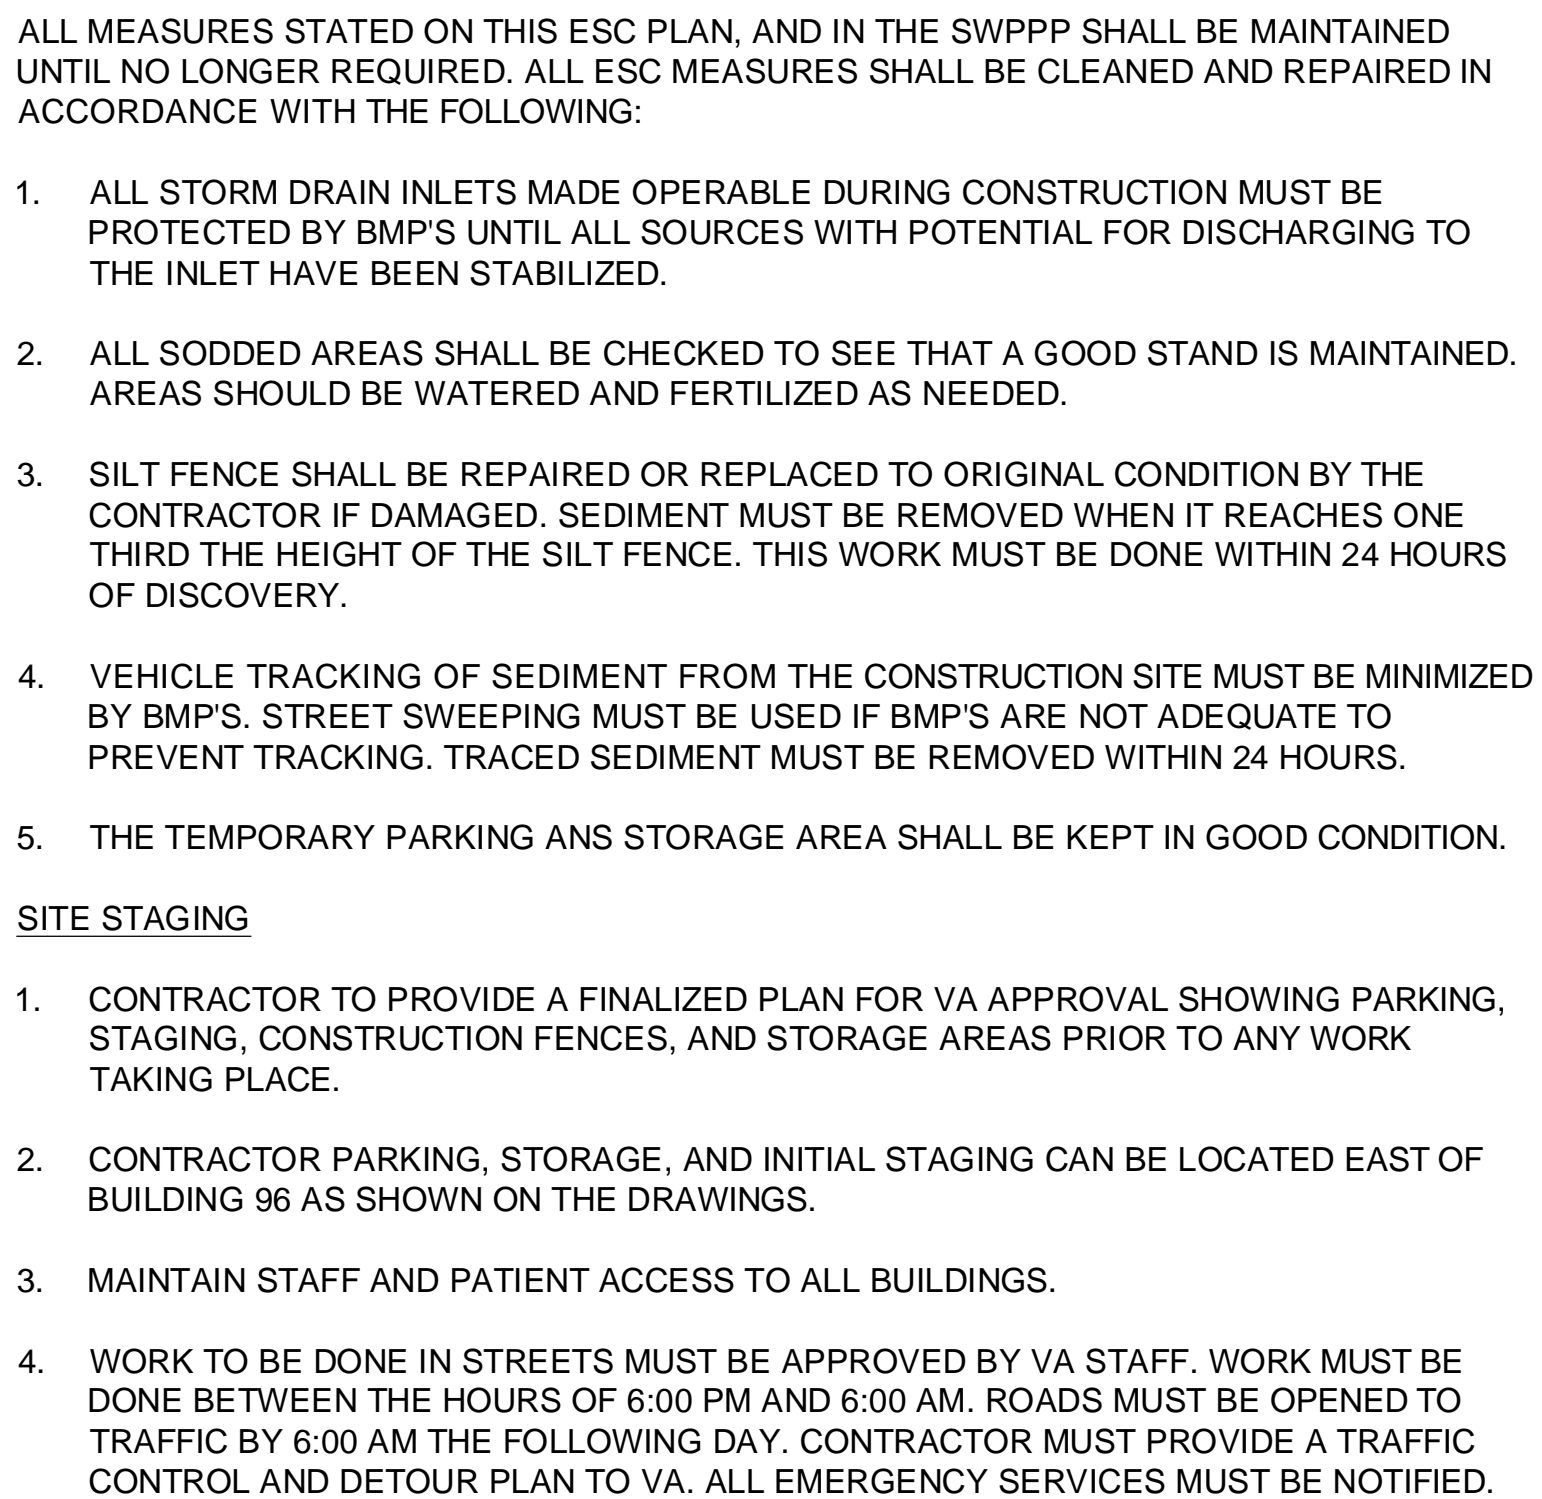 ALL MEASURES STATED ON THIS ESC PLAN, AND IN THE SWPPP SHALL BE MAINTAINED
UNTIL NO LONGER REQUIRED. ALL ESC MEASURES SHALL BE CLEANED AND REPAIRED IN
ACCORDANCE WITH THE FOLLOWING:
1. ALL STORM DRAIN INLETS MADE OPERABLE DURING CONSTRUCTION MUST BE
PROTECTED BY BMP'S UNTIL ALL SOURCES WITH POTENTIAL FOR DISCHARGING TO
THE INLET HAVE BEEN STABILIZED.
2. ALL SODDED AREAS SHALL BE CHECKED TO SEE THAT A GOOD STAND IS MAINTAINED.
AREAS SHOULD BE WATERED AND FERTILIZED AS NEEDED.
3. SILT FENCE SHALL BE REPAIRED OR REPLACED TO ORIGINAL CONDITION BY THE
CONTRACTOR IF DAMAGED. SEDIMENT MUST BE REMOVED WHEN IT REACHES ONE
THIRD THE HEIGHT OF THE SILT FENCE. THIS WORK MUST BE DONE WITHIN 24 HOURS
OF DISCOVERY.
4. VEHICLE TRACKING OF SEDIMENT FROM THE CONSTRUCTION SITE MUST BE MINIMIZED
BY BMP'S. STREET SWEEPING MUST BE USED IF BMP'S ARE NOT ADEQUATE TO
PREVENT TRACKING. TRACED SEDIMENT MUST BE REMOVED WITHIN 24 HOURS.
5. THE TEMPORARY PARKING ANS STORAGE AREA SHALL BE KEPT IN GOOD CONDITION.
SITE STAGING
1. CONTRACTOR TO PROVIDE A FINALIZED PLAN FOR VA APPROVAL SHOWING PARKING,
STAGING, CONSTRUCTION FENCES, AND STORAGE AREAS PRIOR TO ANY WORK
TAKING PLACE.
2. CONTRACTOR PARKING, STORAGE, AND INITIAL STAGING CAN BE LOCATED EAST OF
BUILDING 96 AS SHOWN ON THE DRAWINGS.
3. MAINTAIN STAFF AND PATIENT ACCESS TO ALL BUILDINGS.
4. WORK TO BE DONE IN STREETS MUST BE APPROVED BY VA STAFF. WORK MUST BE
DONE BETWEEN THE HOURS OF 6:00 PM AND 6:00 AM. ROADS MUST BE OPENED TO
TRAFFIC BY 6:00 AM THE FOLLOWING DAY. CONTRACTOR MUST PROVIDE A TRAFFIC
CONTROL AND DETOUR PLAN TO VA. ALL EMERGENCY SERVICES MUST BE NOTIFIED.